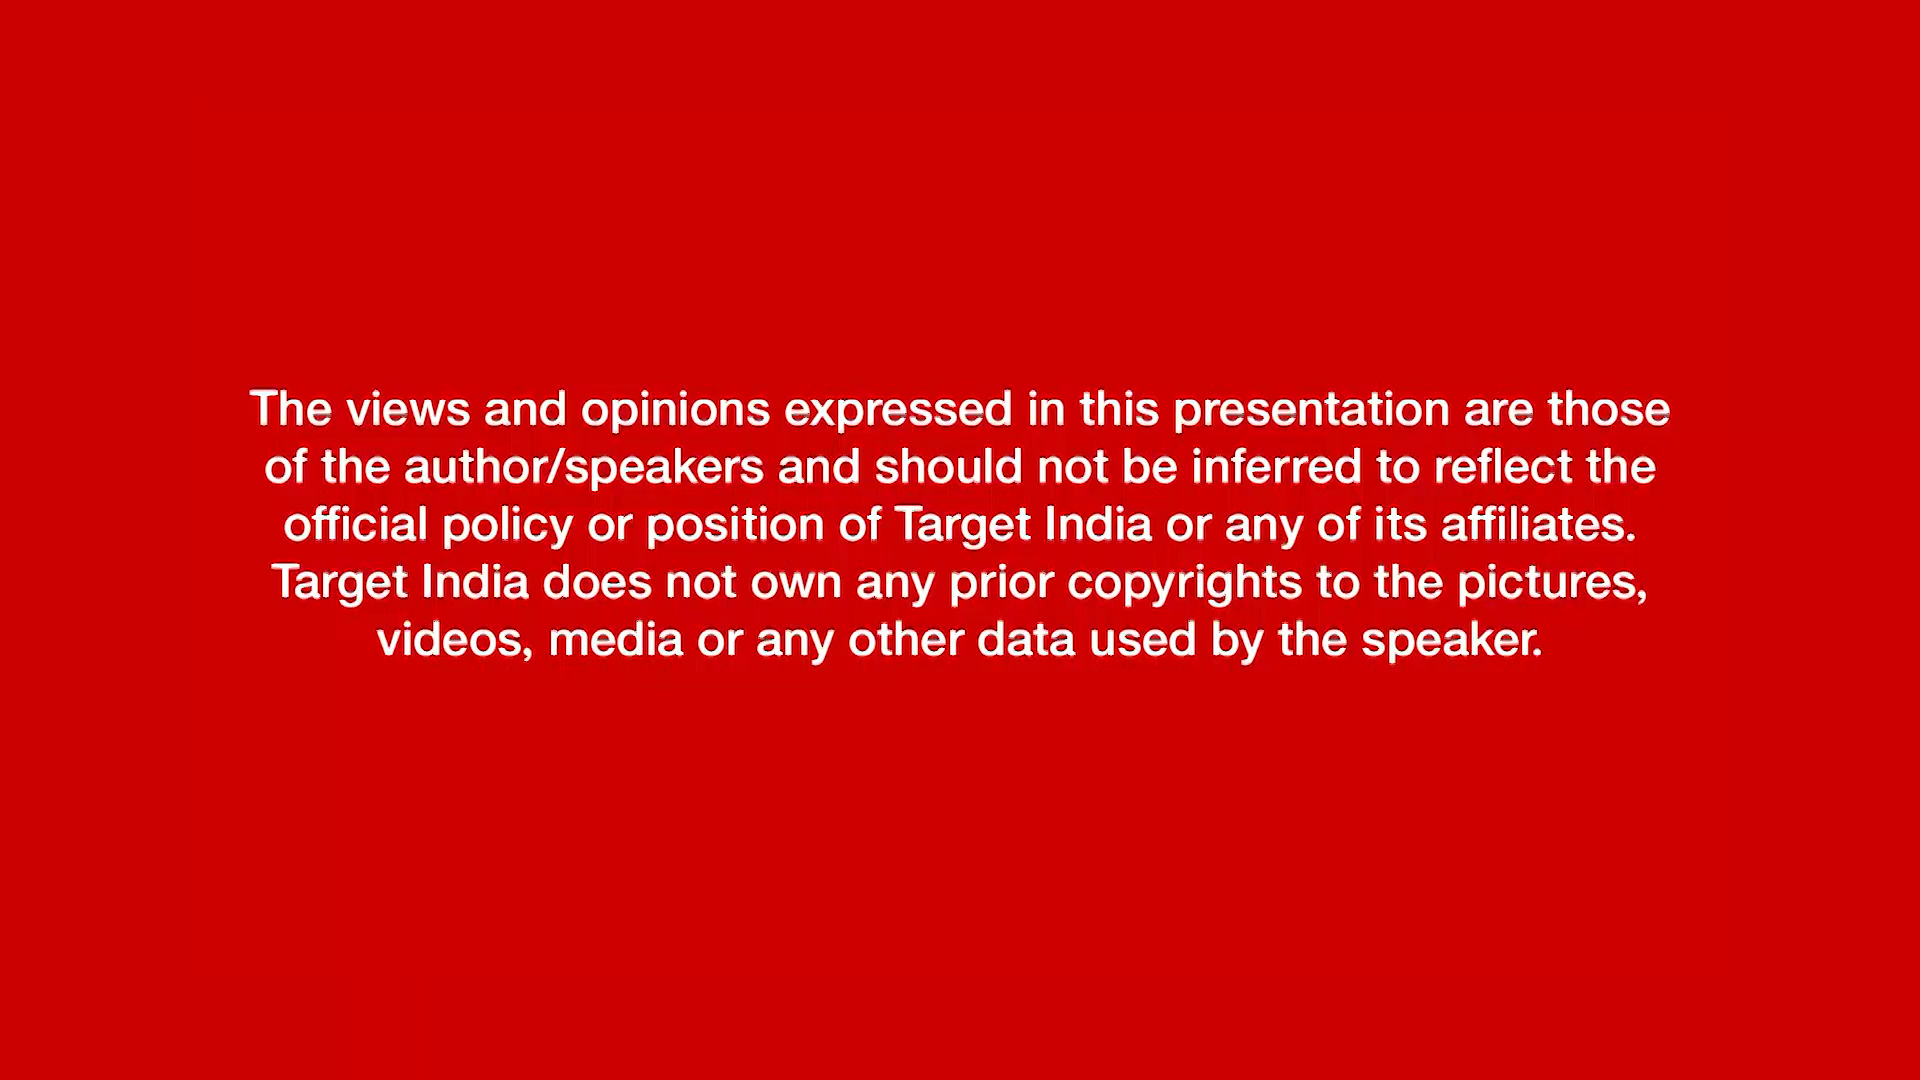 The views and opinions expressed in this presentation are those
of the author/speakers and should not be inferred to reflect the
official policy or position of Target India or any of its affiliates.
Target India does not own any prior copyrights to the pictures,
videos, media or any other data used by the speaker.